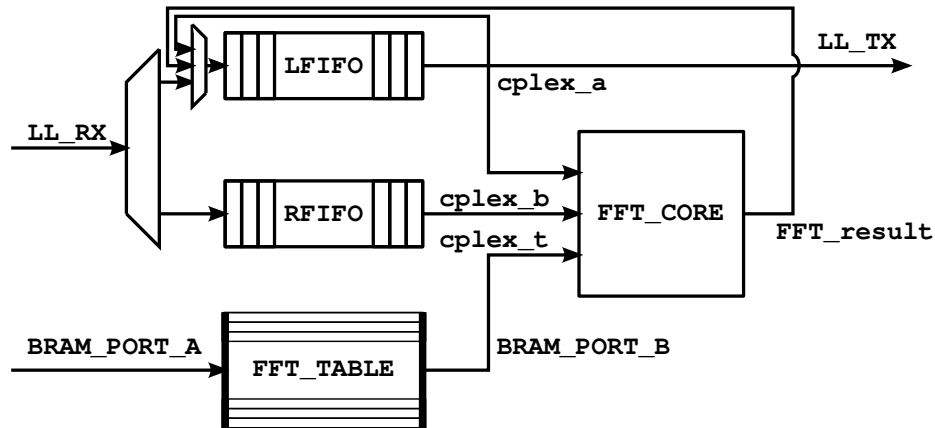 LL_TX
LFIFO
cplex_a
LL_RX
RFIFO
cplex_b
FFT_CORE
cplex_t
FFT_result
BRAM_PORT_A
FFT_TABLE
BRAM_PORT_B